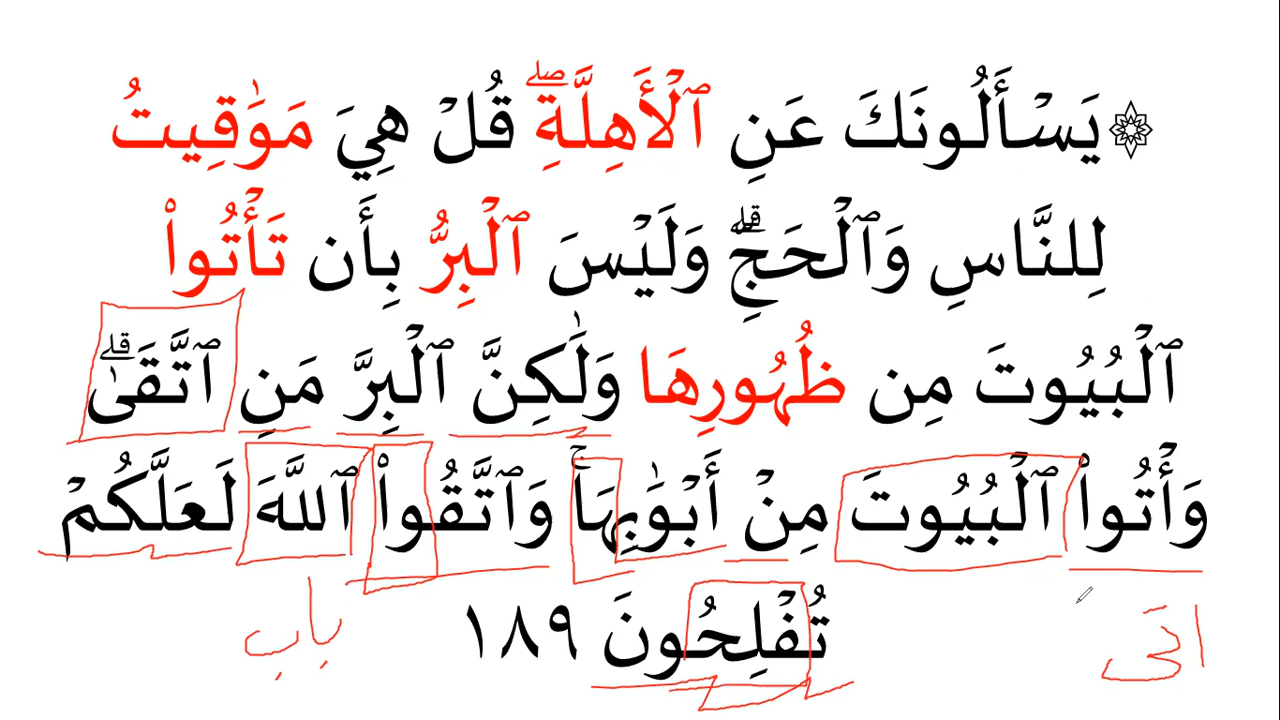 ۞يَسْـَٔلُونَكَ عَنِ ٱلْأَهِلَّةِۖ قُلْ هِيَ مَوَٰقِيتُ
لِلنَّاسِ وَٱلْحَجِّۗ وَلَيْسَ ٱلْبِرُّ بِأَن تَأْتُوا۟
ٱلْبُيُوتَ مِن ظُهُورِهَا وَلَٰكِنَّ ٱلْبِرَّ مَنِ ٱتَّقَىٰۗ
وَأْتُوا۟ ٱلْبُيُوتَ مِنْ أَبْوَٰبِهَاۚ وَٱتَّقُوا۟ ٱللَّهَ لَعَلَّكُمْ
تُفْلِحُونَ ١٨٩
اتى
باب